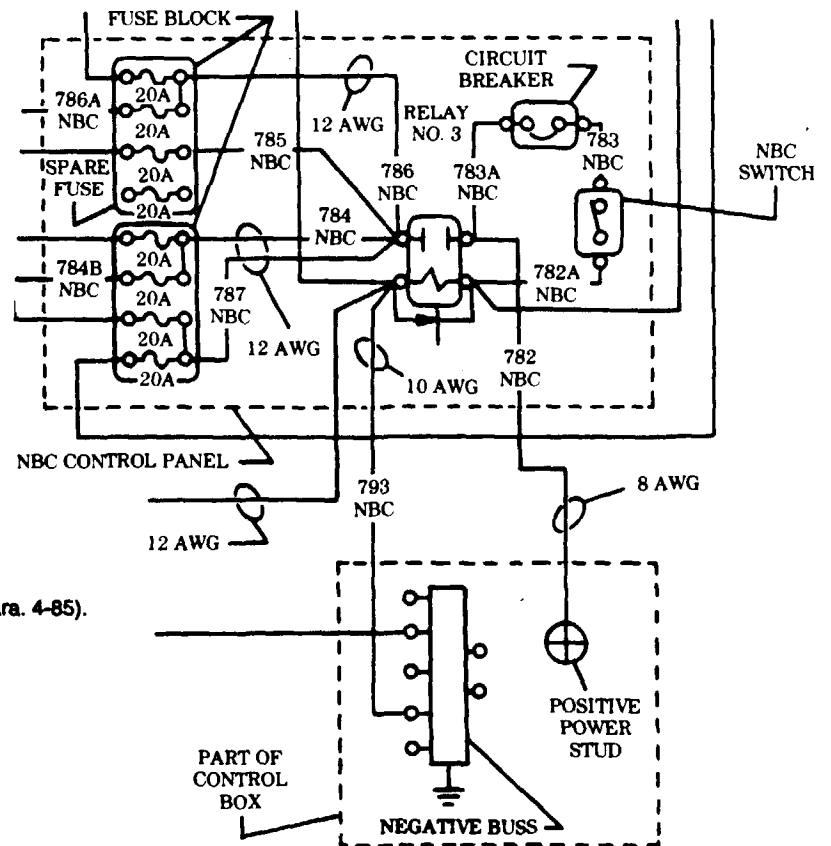 FUSE BLOCK
CIRCUIT
BREAKER
20A
786A
NBC
20A
12 AWG
RELAY
NO. 3
785
NBC
783
NBC
NBC
SWITCH
20A
SPARE
FUSE
786
NBC
783A
NBC
20A
20A
784
NBC
784B
NBC
20A
787
NBC
782A
NBC
20A
20A
12 AWG
10 AWG
782
NBC
NBC CONTROL PANEL
793
NBC
8 AWG
12 AWG
ra. 4-85).
POSITIVE
POWER
STUD
PART OF
CONTROL
BOX
NEGATIVE BUSS